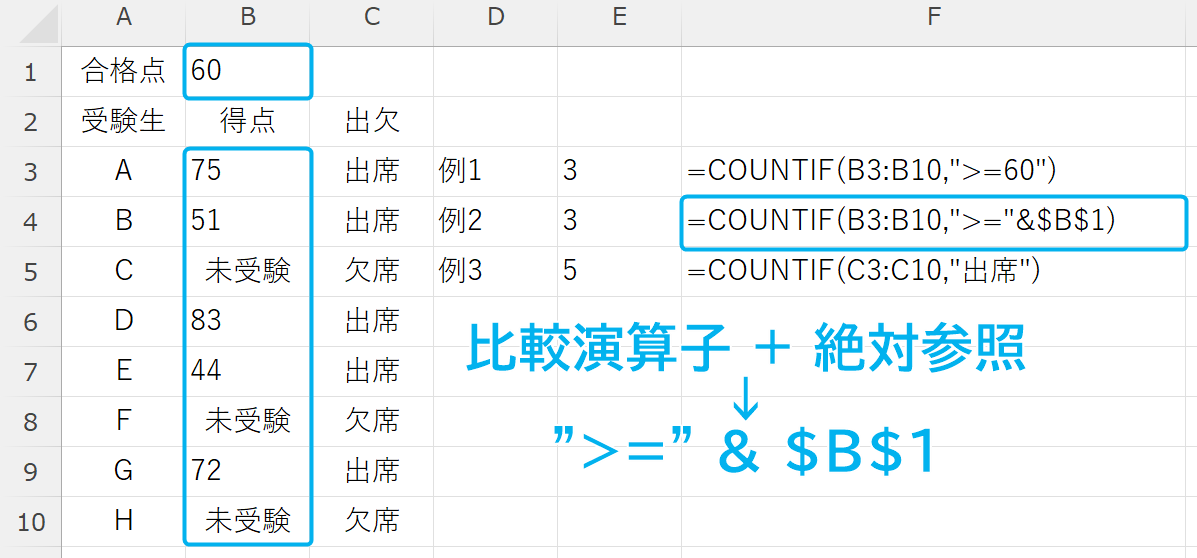 A B C D E F
1 合格点 60
2 受験生 得点 出欠
3 A 75 出席 例1 3 =COUNTIF(B3:B10,">=60")
4 B 51 出席 例2 3 =COUNTIF(B3:B10,">="&$B$1)
5 C 未受験 欠席 例3 5 =COUNTIF(C3:C10,"出席")
6 D 83 出席
7 E 44 出席
8 F 未受験 欠席
9 G 72 出席
10 H 未受験 欠席
比較演算子 + 絶対参照
↓
”>=” & $B$1